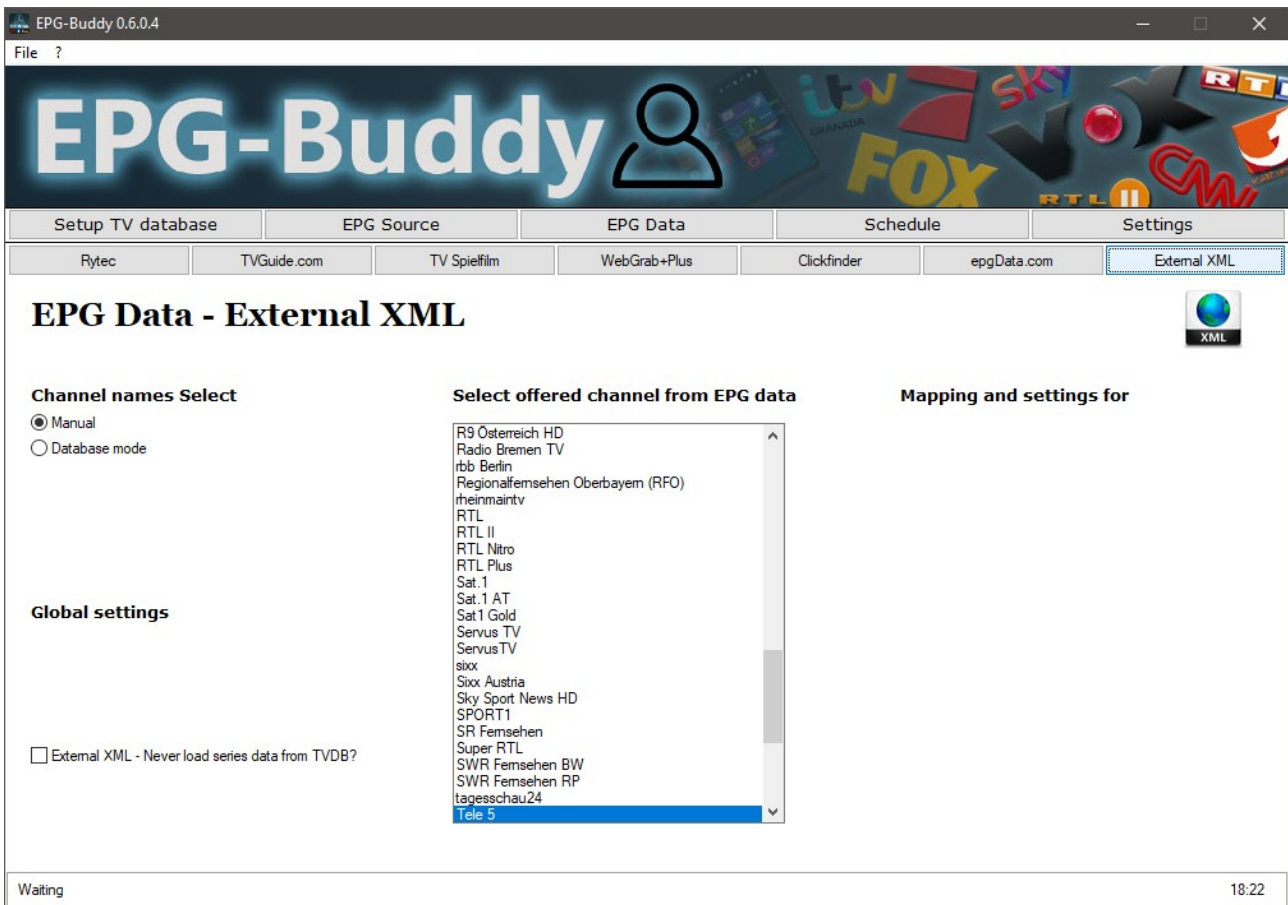 EPG-Buddy 0.6.0.4
File ?
EPG-Buddy
itv
GRANADA
FOX
sky
VOX
RTL
RTL II
CNN
Setup TV database EPG Source EPG Data Schedule Settings
Rytec TVGuide.com TV Spielfilm WebGrab+Plus Clickfinder epgData.com External XML
EPG Data - External XML
XML
Channel names Select
Manual
Database mode
Global settings
External XML - Never load series data from TVDB?
Select offered channel from EPG data
R9 Österreich HD
Radio Bremen TV
rbb Berlin
Regionalfernsehen Oberbayern (RFO)
rheinmaintv
RTL
RTL II
RTL Nitro
RTL Plus
Sat.1
Sat.1 AT
Sat1 Gold
Servus TV
ServusTV
sixx
Sixx Austria
Sky Sport News HD
SPORT1
SR Fernsehen
Super RTL
SWR Fernsehen BW
SWR Fernsehen RP
tagesschau24
Tele 5
Mapping and settings for
Waiting 18:22